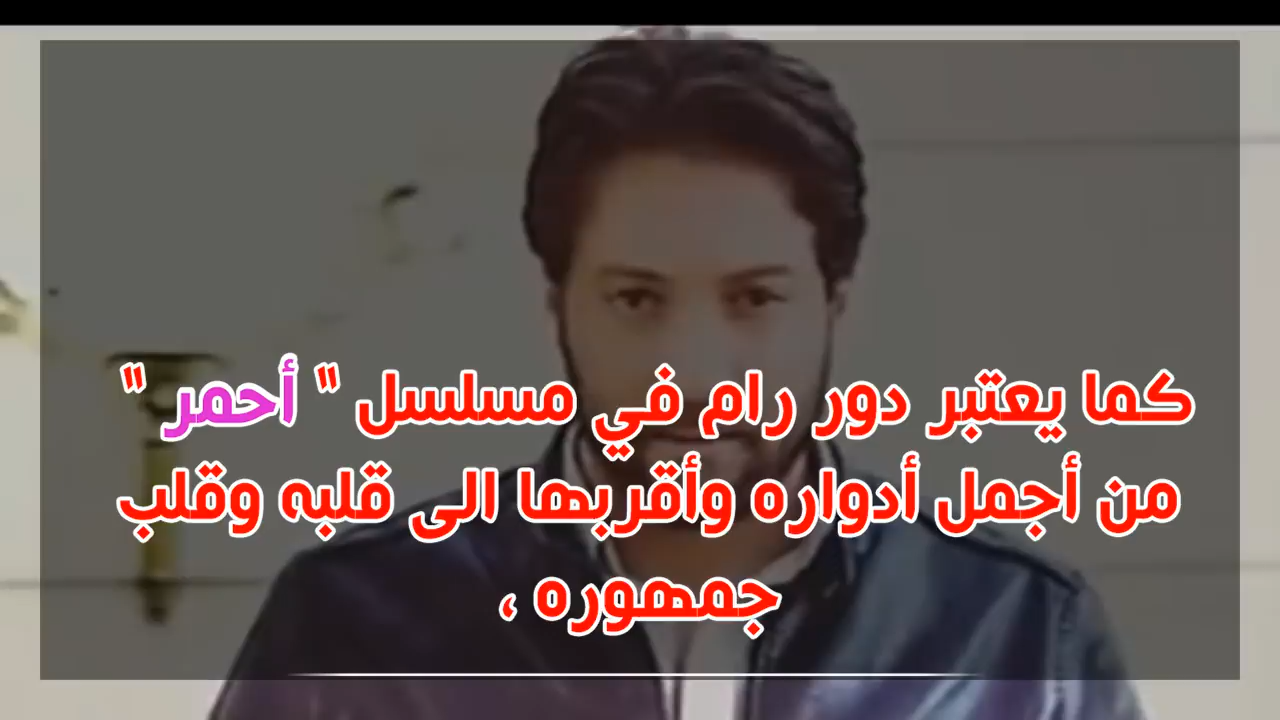 كما يعتبر دور رام في مسلسل " أحمر "
من أجمل أدواره وأقربها الى قلبه وقلب
جمهوره ،